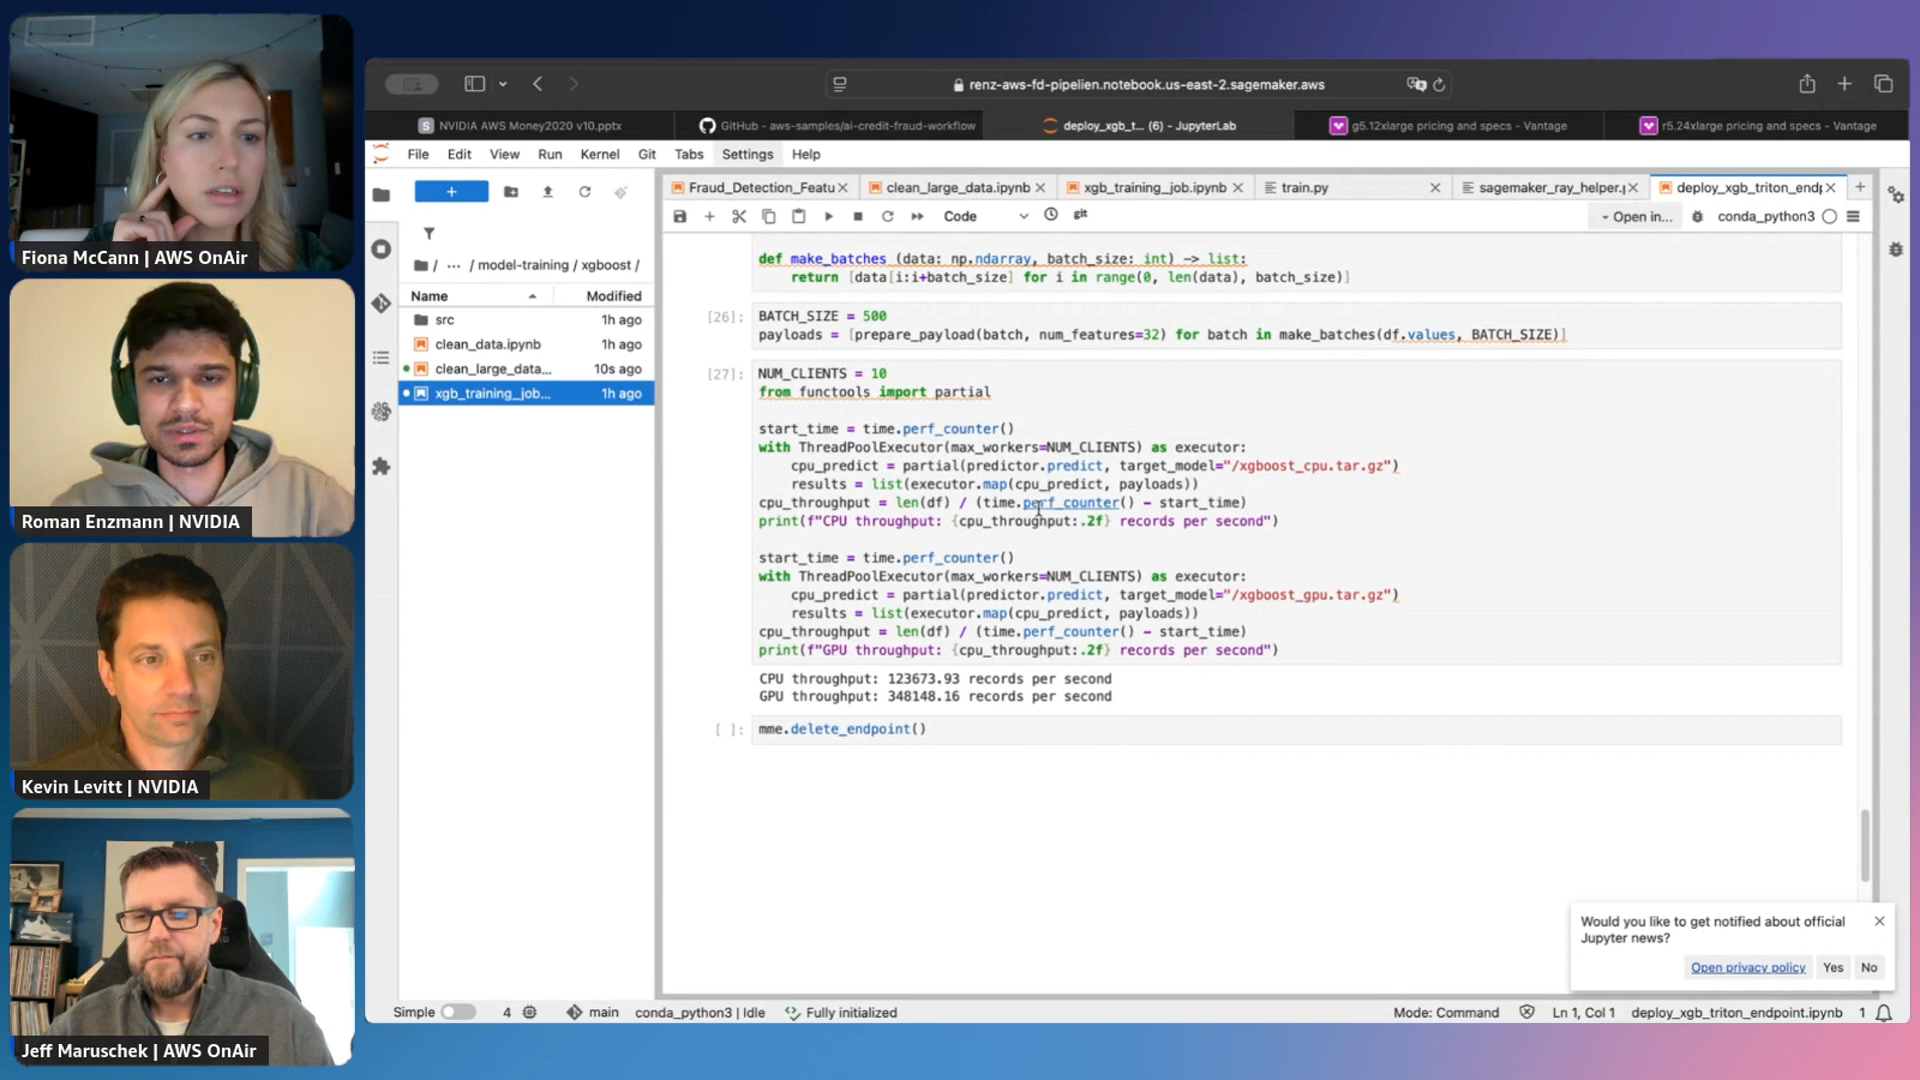 Fiona McCann | AWS OnAir
Roman Enzmann | NVIDIA
Kevin Levitt | NVIDIA
Jeff Maruschek | AWS OnAir
renz-aws-fd-pipelien.notebook.us-east-2.sagemaker.aws
S NVIDIA AWS Money2020 v10.pptx
GitHub - aws-samples/ai-credit-fraud-workflow
deploy_xgb_t... (6) - JupyterLab
g5.12xlarge pricing and specs - Vantage
r5.24xlarge pricing and specs - Vantage
File Edit View Run Kernel Git Tabs Settings Help
/ ... / model-training / xgboost /
Name Modified
src 1h ago
clean_data.ipynb 1h ago
clean_large_data... 10s ago
xgb_training_job... 1h ago
Fraud_Detection_Featu
clean_large_data.ipynb
xgb_training_job.ipynb
train.py
sagemaker_ray_helper.p
deploy_xgb_triton_endp
Code
git
Open in...
conda_python3
def make_batches (data: np.ndarray, batch_size: int) -> list:
return [data[i:i+batch_size] for i in range(0, len(data), batch_size)]
[26]: BATCH_SIZE = 500
payloads = [prepare_payload(batch, num_features=32) for batch in make_batches(df.values, BATCH_SIZE)]
[27]: NUM_CLIENTS = 10
from functools import partial
start_time = time.perf_counter()
with ThreadPoolExecutor(max_workers=NUM_CLIENTS) as executor:
cpu_predict = partial(predictor.predict, target_model="/xgboost_cpu.tar.gz")
results = list(executor.map(cpu_predict, payloads))
cpu_throughput = len(df) / (time.perf_counter() - start_time)
print(f"CPU throughput: {cpu_throughput:.2f} records per second")
start_time = time.perf_counter()
with ThreadPoolExecutor(max_workers=NUM_CLIENTS) as executor:
cpu_predict = partial(predictor.predict, target_model="/xgboost_gpu.tar.gz")
results = list(executor.map(cpu_predict, payloads))
cpu_throughput = len(df) / (time.perf_counter() - start_time)
print(f"GPU throughput: {cpu_throughput:.2f} records per second")
CPU throughput: 123673.93 records per second
GPU throughput: 348148.16 records per second
[ ]: mme.delete_endpoint()
Would you like to get notified about official
Jupyter news?
Open privacy policy Yes No
Simple 4 main conda_python3 | Idle Fully initialized Mode: Command Ln 1, Col 1 deploy_xgb_triton_endpoint.ipynb 1